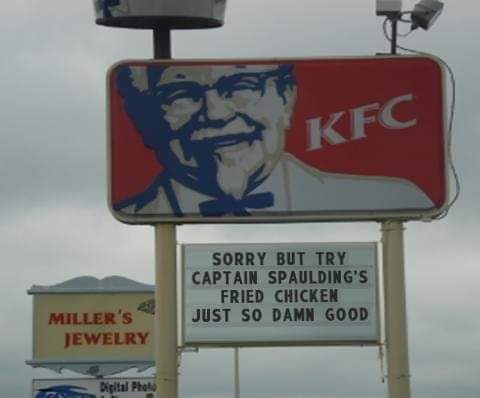 KFC
SORRY BUT TRY
CAPTAIN SPAULDING'S
FRIED CHICKEN
JUST SO DAMN GOOD
MILLER'S
JEWELRY
Digital Photo